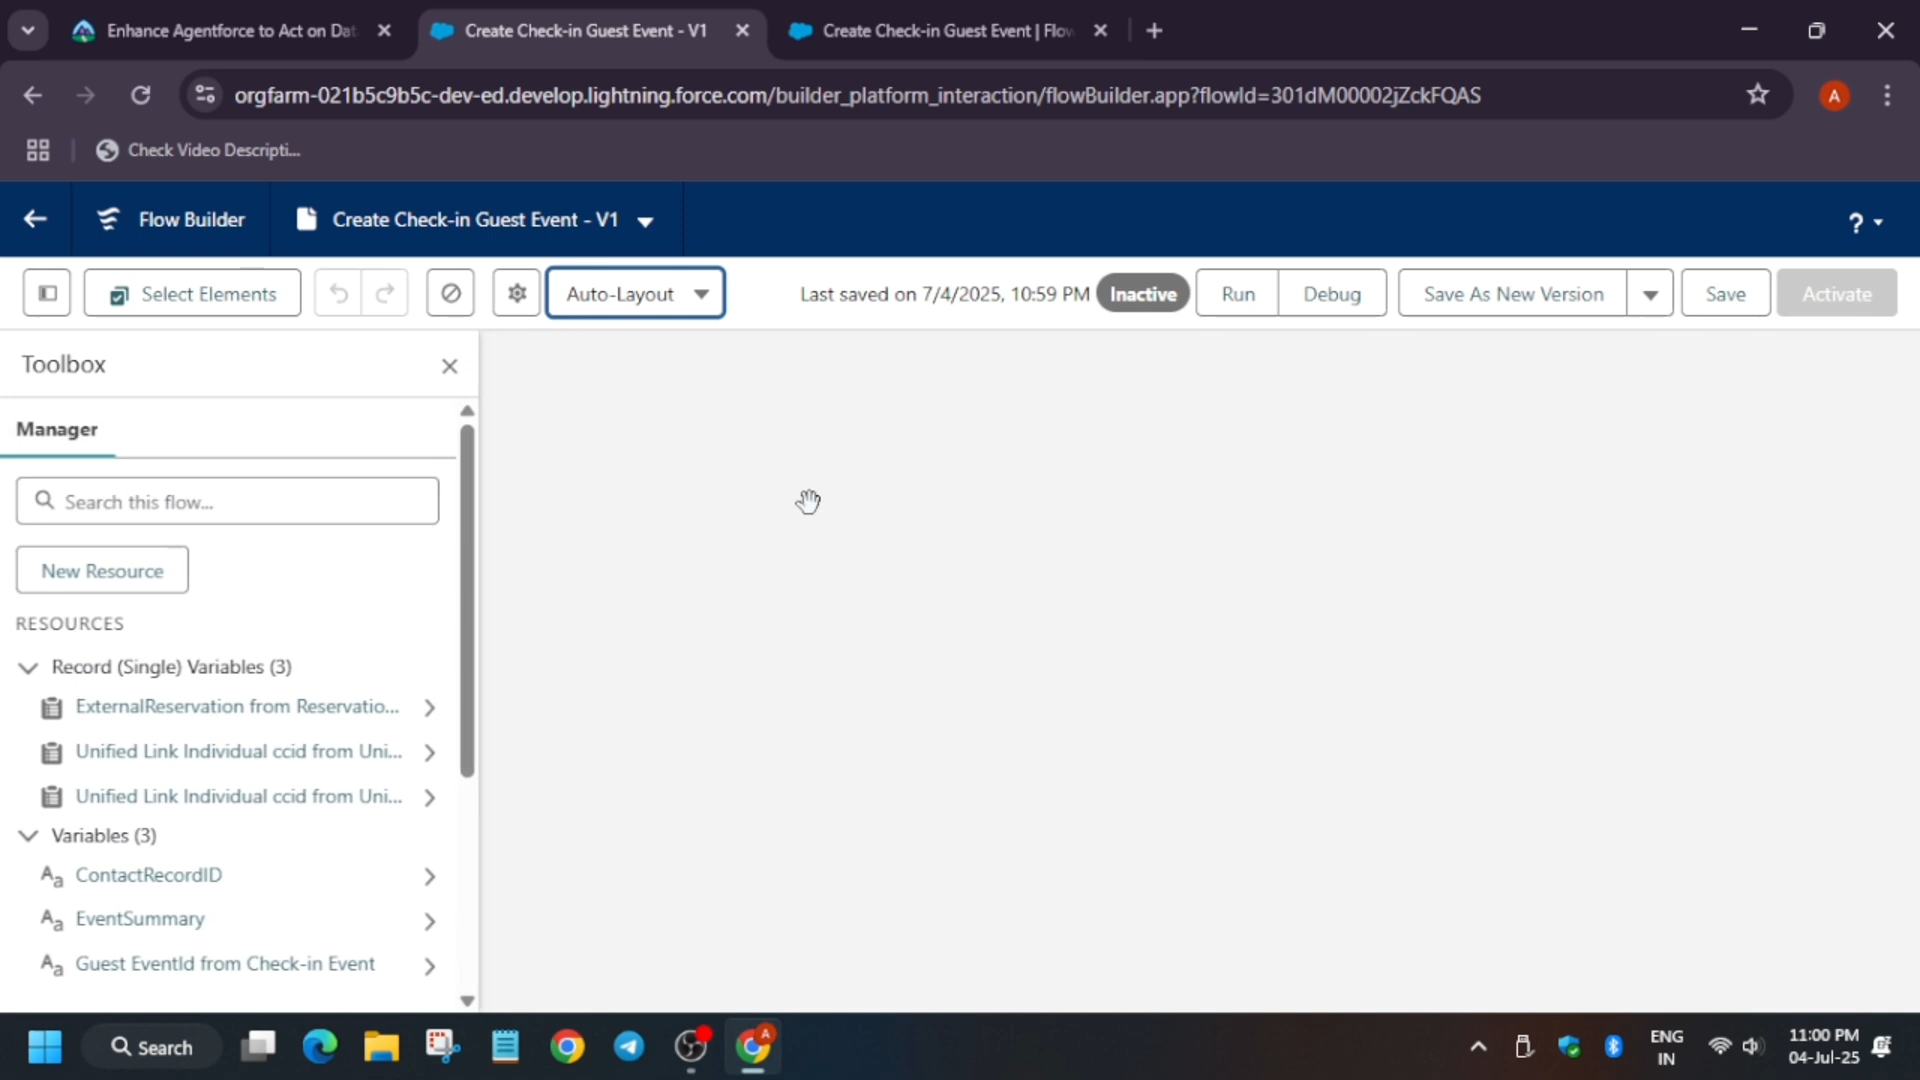 Enhance Agentforce to Act on Dat
Create Check-in Guest Event - V1
Create Check-in Guest Event | Flow
orgfarm-021b5c9b5c-dev-ed.develop.lightning.force.com/builder_platform_interaction/flowBuilder.app?flowId=301dM00002jZckFQAS
A
Check Video Descripti...
Flow Builder
Create Check-in Guest Event - V1
?
Select Elements
Auto-Layout
Last saved on 7/4/2025, 10:59 PM
Inactive
Run
Debug
Save As New Version
Save
Activate
Toolbox
Manager
Search this flow...
New Resource
RESOURCES
Record (Single) Variables (3)
ExternalReservation from Reservatio...
Unified Link Individual ccid from Uni...
Unified Link Individual ccid from Uni...
Variables (3)
Aa ContactRecordID
Aa EventSummary
Aa Guest EventId from Check-in Event
Search
A
ENG
IN
11:00 PM
04-Jul-25